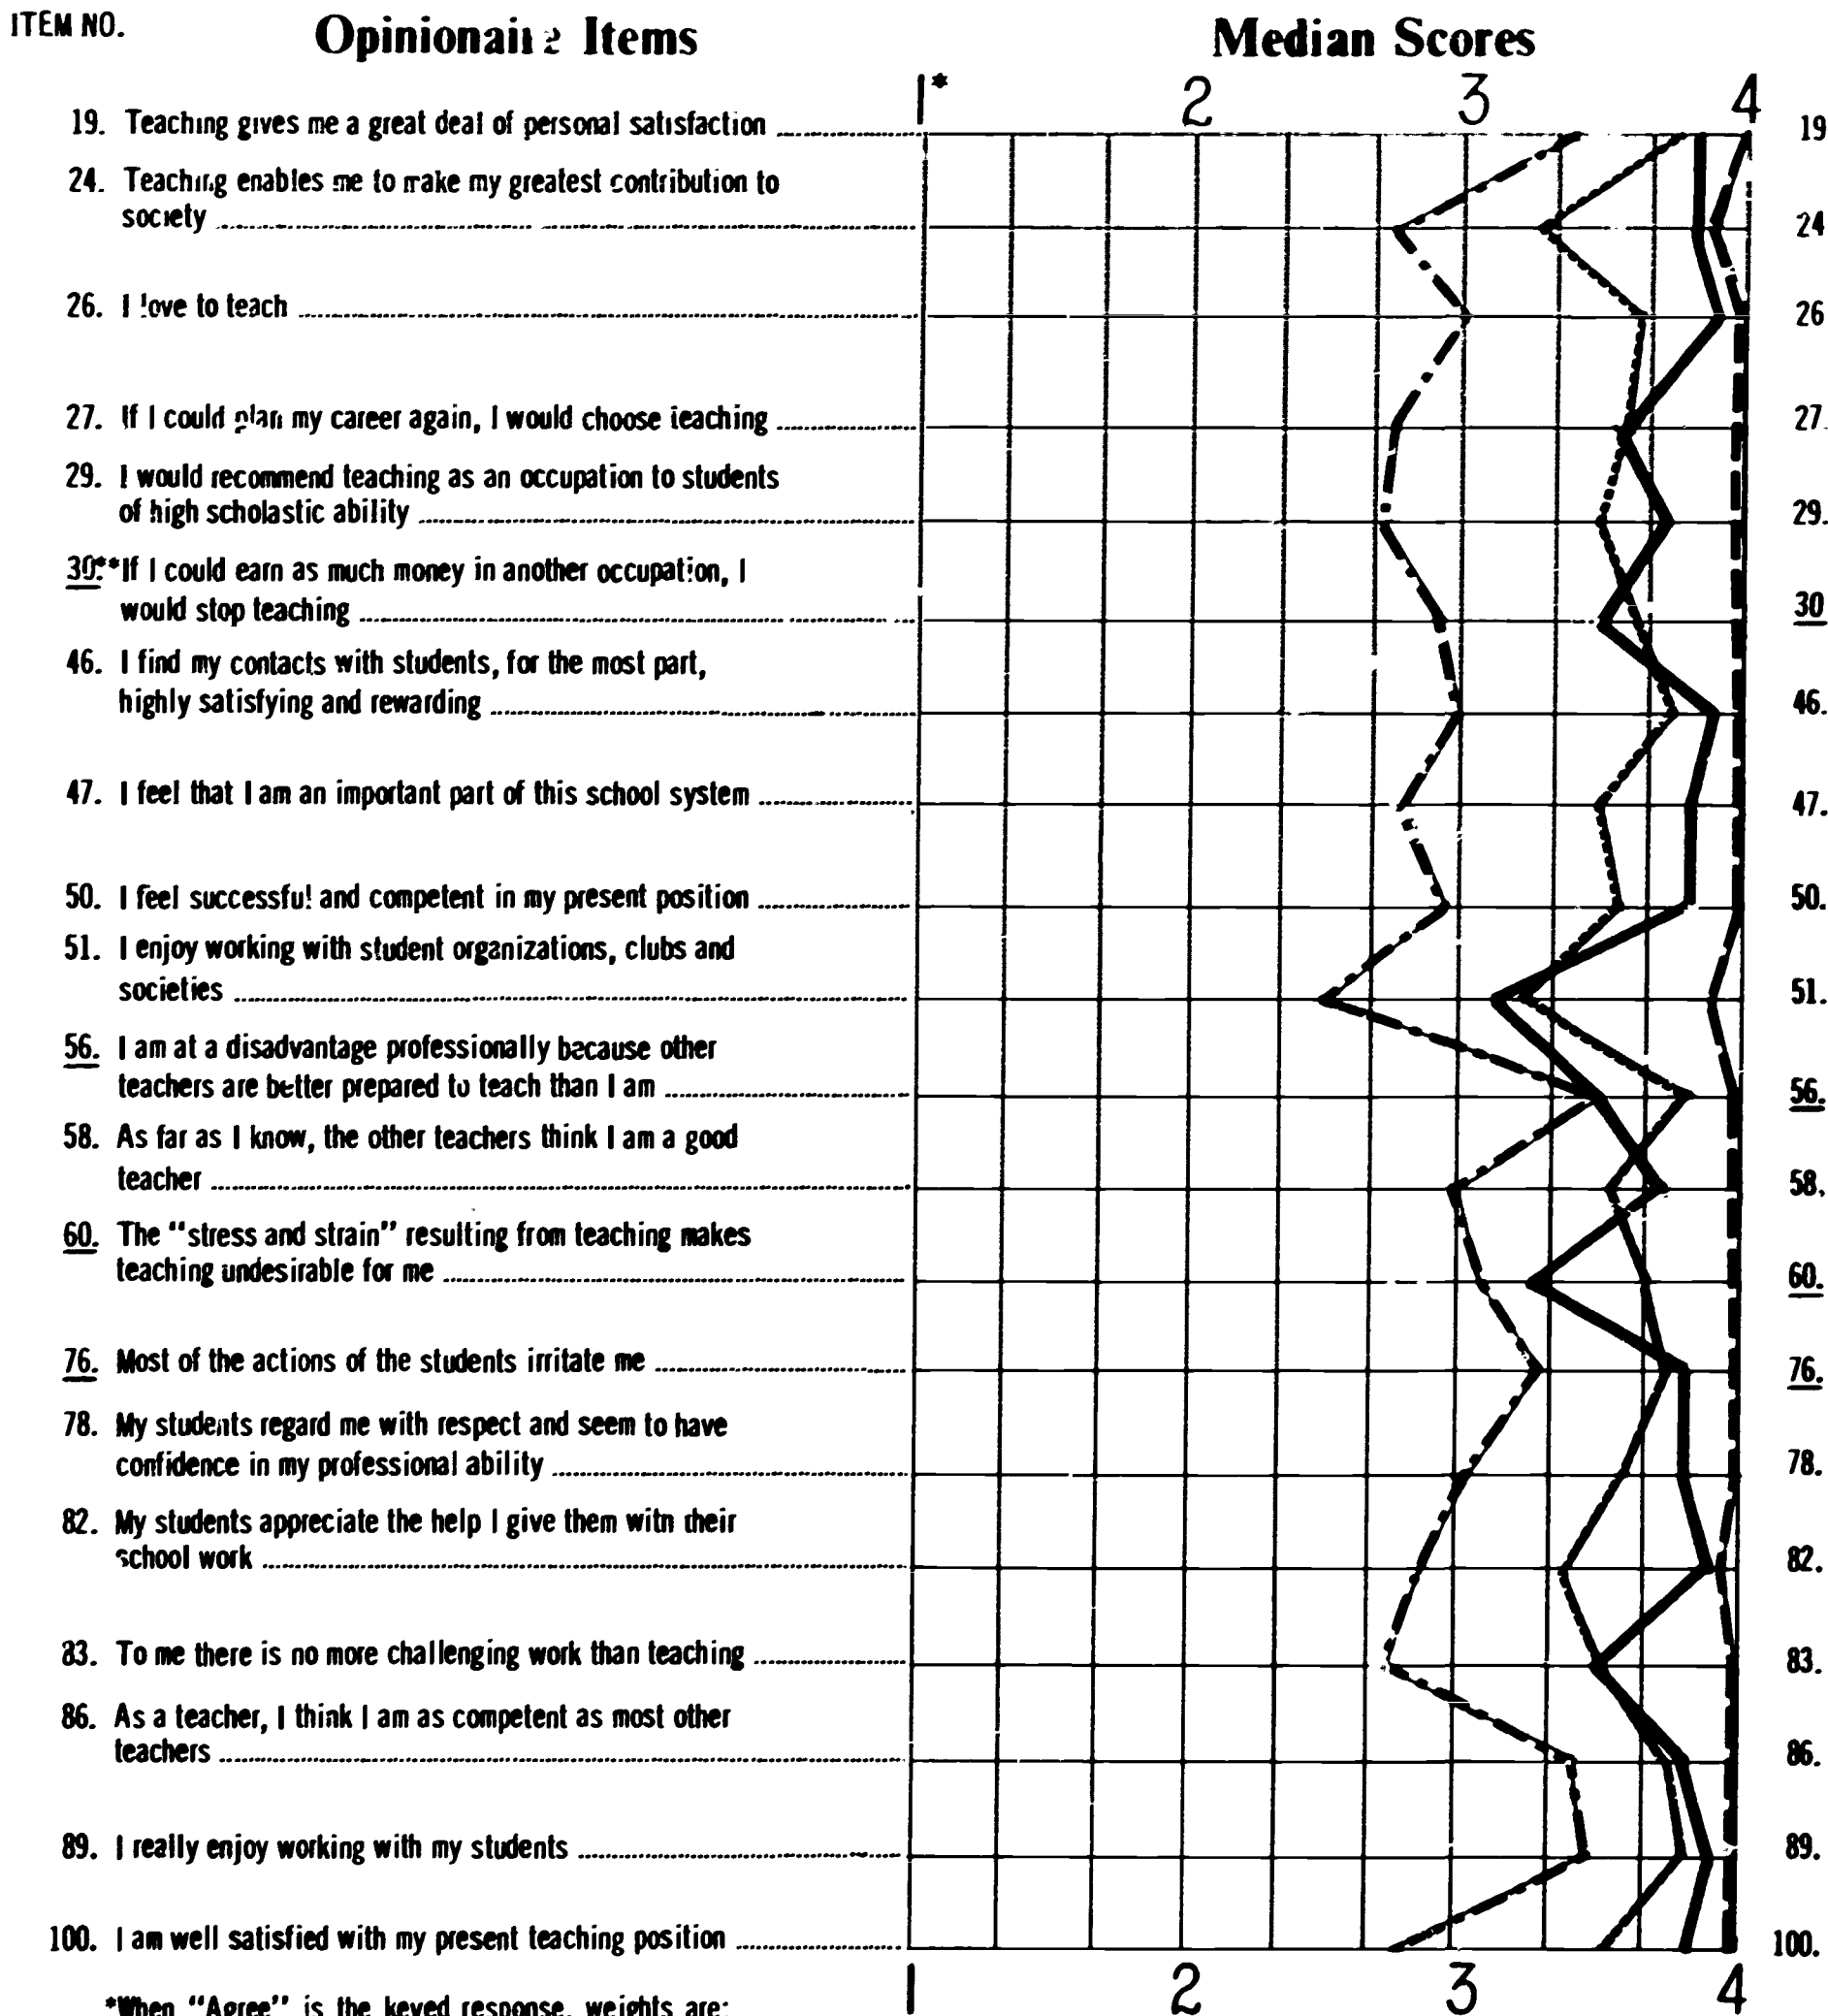 ITEM NO. Opinionaire Items Median Scores
1* 2 3 4
19. Teaching gives me a great deal of personal satisfaction 19
24. Teaching enables me to make my greatest contribution to
society 24
26. I love to teach 26
27. If I could plan my career again, I would choose teaching 27.
29. I would recommend teaching as an occupation to students
of high scholastic ability 29.
30.**If I could earn as much money in another occupation, I
would stop teaching 30
46. I find my contacts with students, for the most part,
highly satisfying and rewarding 46.
47. I feel that I am an important part of this school system 47.
50. I feel successful and competent in my present position 50.
51. I enjoy working with student organizations, clubs and
societies 51.
56. I am at a disadvantage professionally because other
teachers are better prepared to teach than I am 56.
58. As far as I know, the other teachers think I am a good
teacher 58.
60. The "stress and strain" resulting from teaching makes
teaching undesirable for me 60.
76. Most of the actions of the students irritate me 76.
78. My students regard me with respect and seem to have
confidence in my professional ability 78.
82. My students appreciate the help I give them with their
school work 82.
83. To me there is no more challenging work than teaching 83.
86. As a teacher, I think I am as competent as most other
teachers 86.
89. I really enjoy working with my students 89.
100. I am well satisfied with my present teaching position 100.
1 2 3 4
*When "Agree" is the keyed response, weights are: